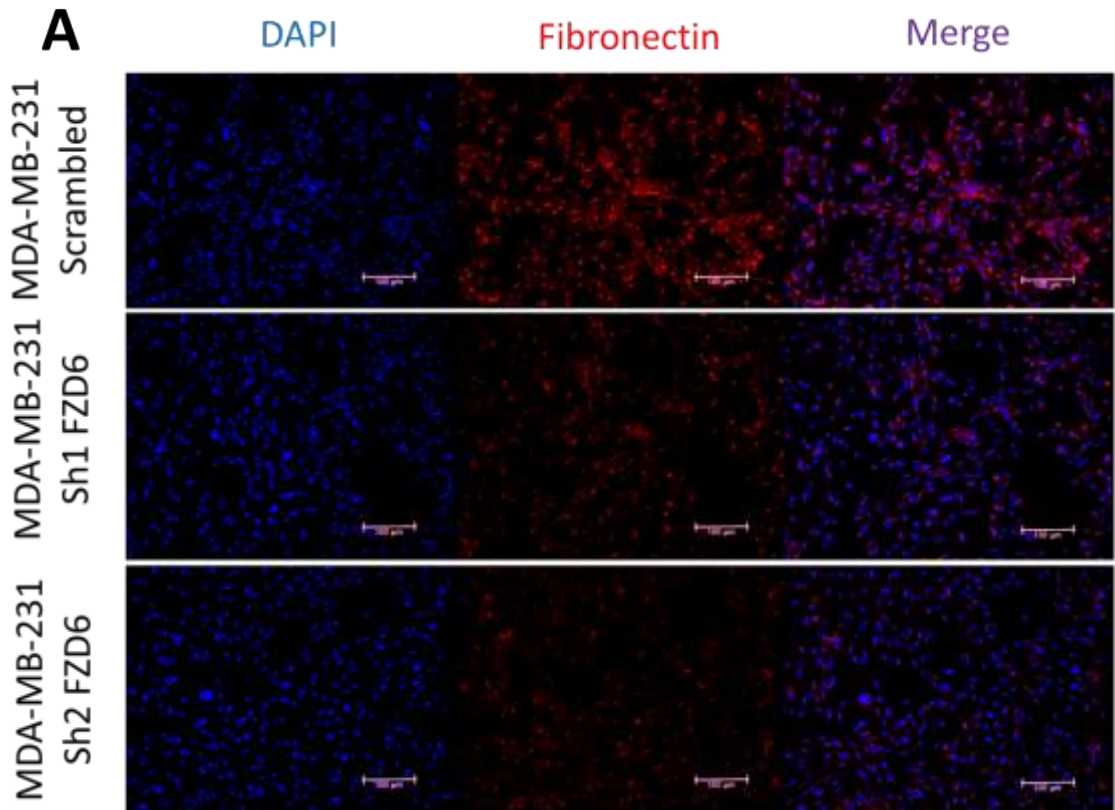 A
DAPI
Fibronectin
Merge
MDA-MB-231
Scrambled
MDA-MB-231
Sh1 FZD6
MDA-MB-231
Sh2 FZD6